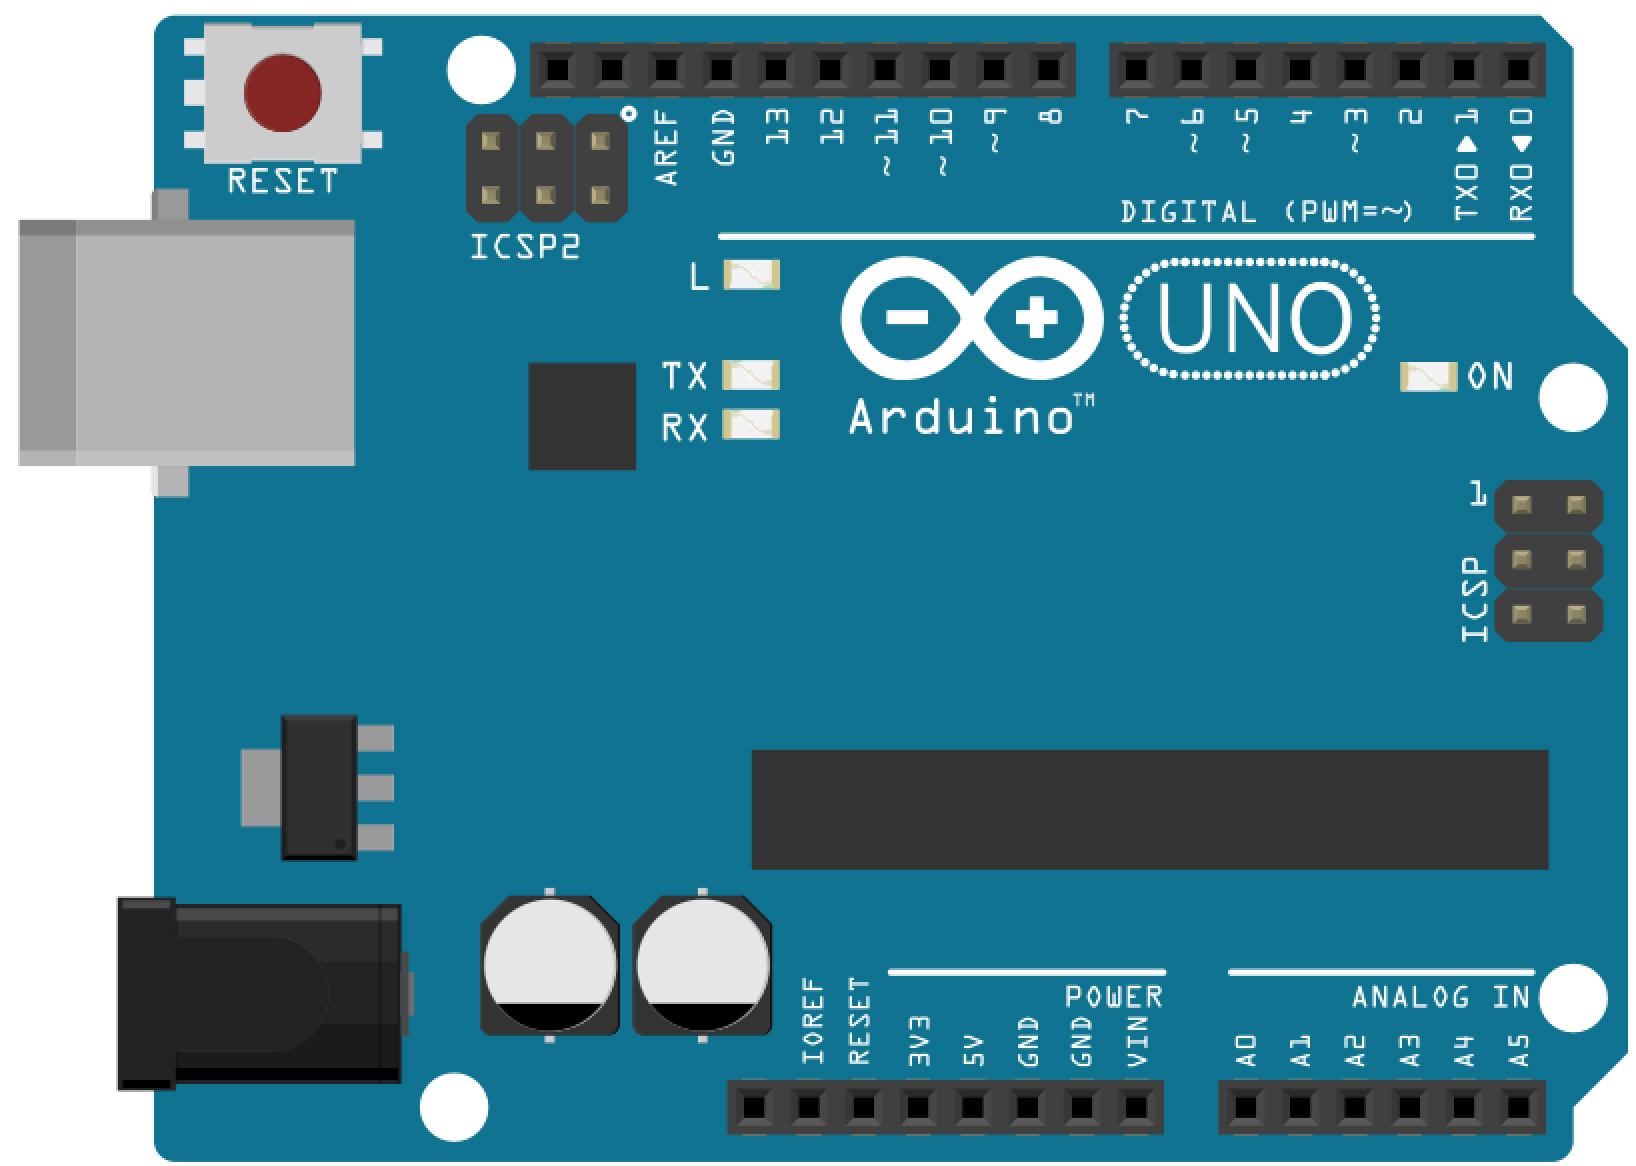 RESET
ICSP2
AREF
GND
13
12
~11
~10
~9
8
7
~6
~5
4
~3
2
TX0▶1
RX0◀0
DIGITAL (PWM=~)
L
TX
RX
UNO
Arduino™
ON
1
ICSP
POWER
ANALOG IN
IOREF
RESET
3V3
5V
GND
GND
VIN
A0
A1
A2
A3
A4
A5